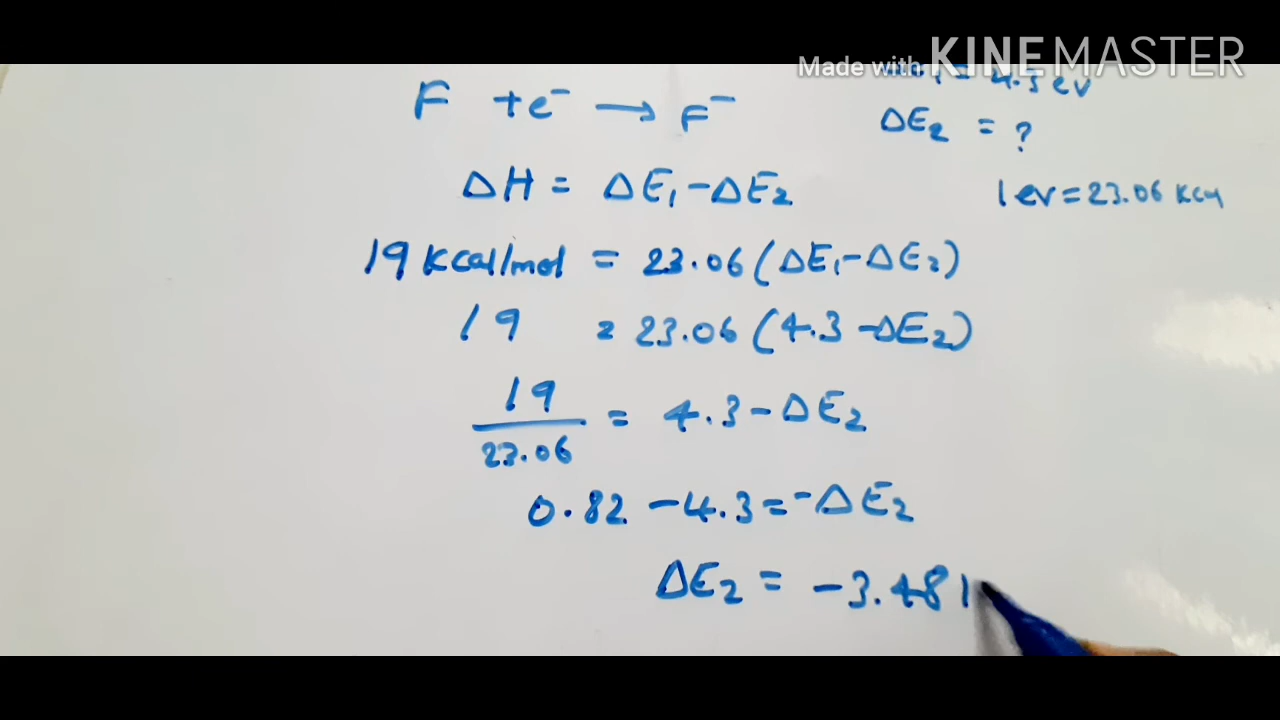 Made with KINEMASTER
F + e⁻ → F⁻
ΔE₂ = ?
ΔH = ΔE₁ - ΔE₂
1 ev = 23.06 Kcal
19 Kcal/mol = 23.06 (ΔE₁ - ΔE₂)
19 = 23.06 (4.3 - ΔE₂)
19/23.06 = 4.3 - ΔE₂
0.82 - 4.3 = -ΔE₂
ΔE₂ = -3.481